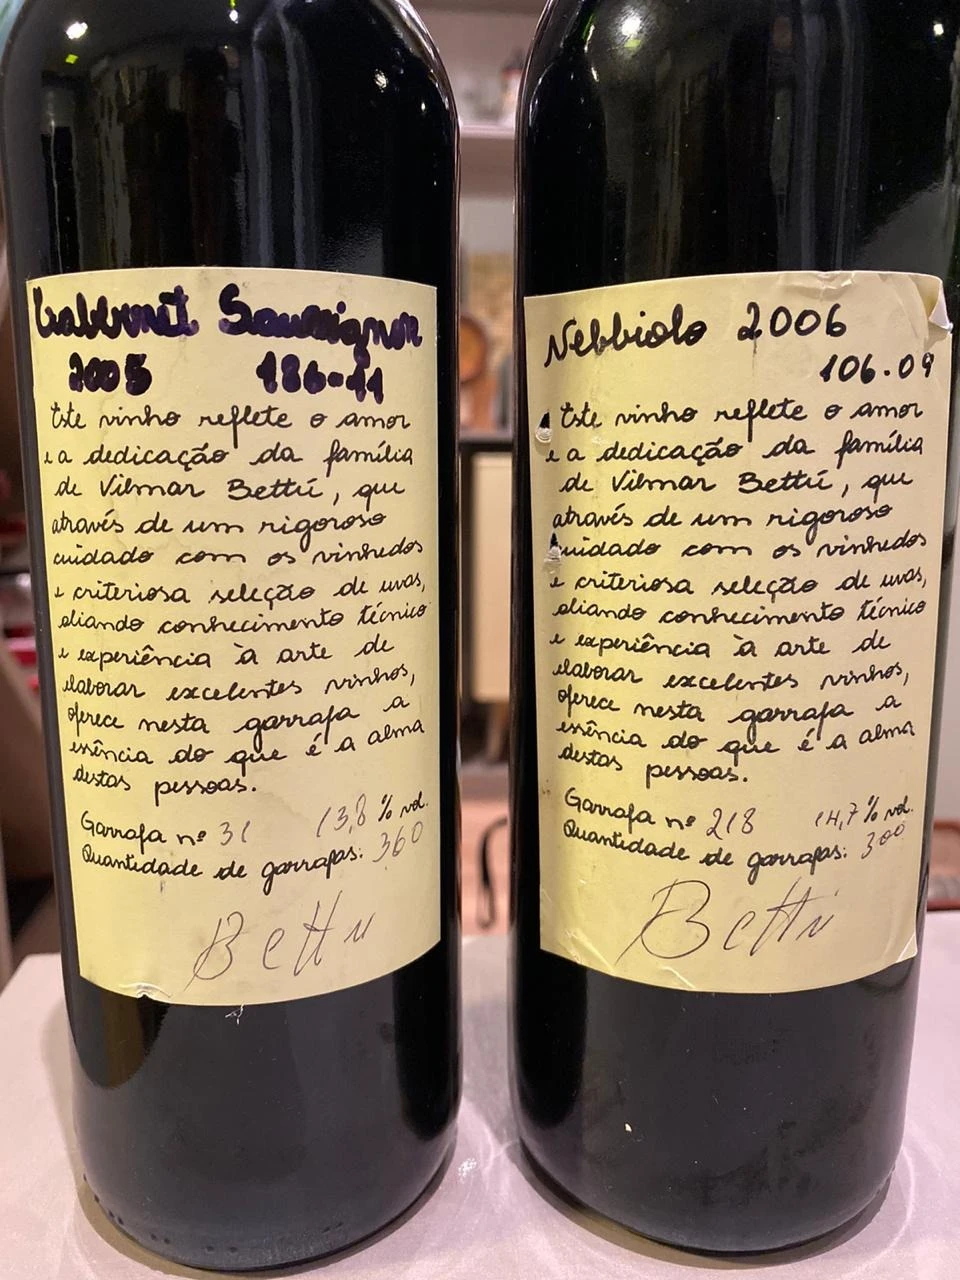 Cabernet Sauvignon
2005 186-11
Este vinho reflete o amor
e a dedicação da família
de Vilmar Bettú, que
através de um rigoroso
cuidado com os vinhedos
e criteriosa seleção de uvas,
aliando conhecimento técnico
e experiência à arte de
elaborar excelentes vinhos,
oferece nesta garrafa a
essência do que é a alma
destas pessoas.
Garrafa nº 31 13,8 % vol.
Quantidade de garrafas: 360
Bettu
Nebbiolo 2006
106.09
Este vinho reflete o amor
e a dedicação da família
de Vilmar Bettú, que
através de um rigoroso
cuidado com os vinhedos
e criteriosa seleção de uvas,
aliando conhecimento técnico
e experiência à arte de
elaborar excelentes vinhos,
oferece nesta garrafa a
essência do que é a alma
destas pessoas.
Garrafa nº 218 14,7 % vol.
Quantidade de garrafas: 300
Bettú